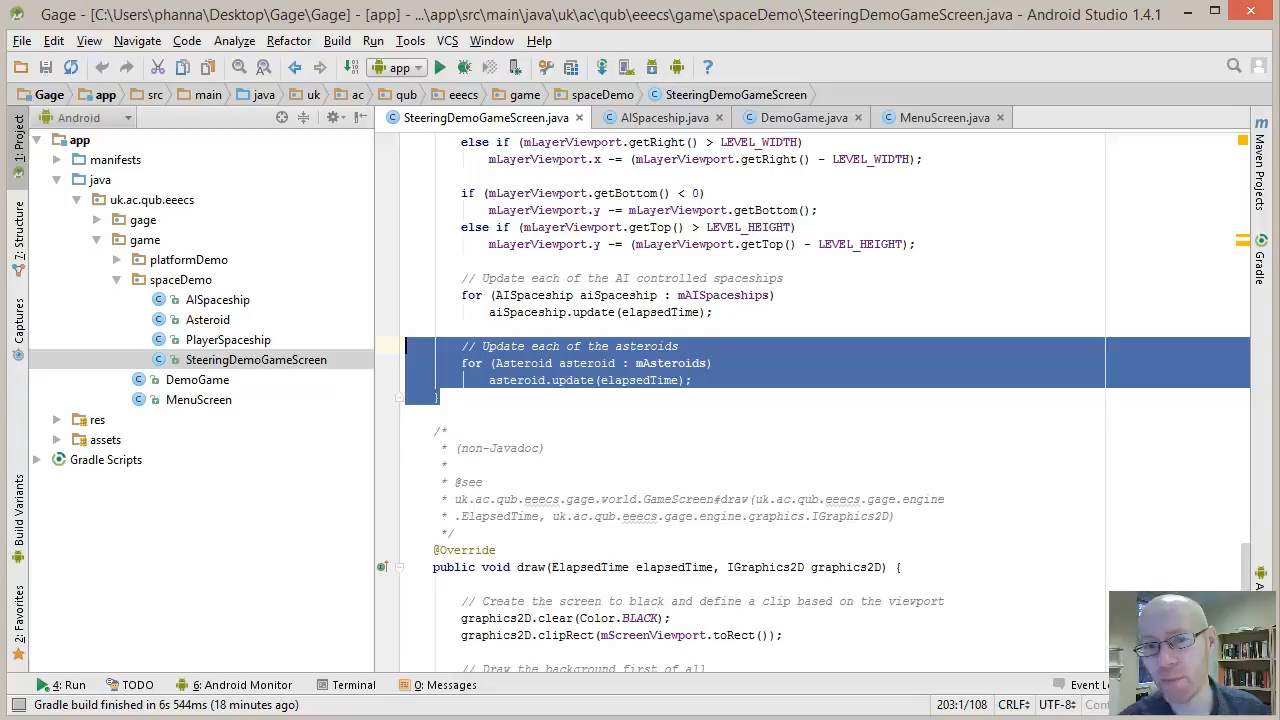 Gage - [C:\Users\phanna\Desktop\Gage\Gage] - [app] - ...\app\src\main\java\uk\ac\qub\eeecs\game\spaceDemo\SteeringDemoGameScreen.java - Android Studio 1.4.1
File Edit View Navigate Code Analyze Refactor Build Run Tools VCS Window Help
app
Gage app src main java uk ac qub eeecs game spaceDemo SteeringDemoGameScreen
Android
SteeringDemoGameScreen.java AISpaceship.java DemoGame.java MenuScreen.java
1: Project
7: Structure
Captures
Build Variants
2: Favorites
app
manifests
java
uk.ac.qub.eeecs
gage
game
platformDemo
spaceDemo
AISpaceship
Asteroid
PlayerSpaceship
SteeringDemoGameScreen
DemoGame
MenuScreen
res
assets
Gradle Scripts
else if (mLayerViewport.getRight() > LEVEL_WIDTH)
mLayerViewport.x -= (mLayerViewport.getRight() - LEVEL_WIDTH);
if (mLayerViewport.getBottom() < 0)
mLayerViewport.y -= mLayerViewport.getBottom();
else if (mLayerViewport.getTop() > LEVEL_HEIGHT)
mLayerViewport.y -= (mLayerViewport.getTop() - LEVEL_HEIGHT);
// Update each of the AI controlled spaceships
for (AISpaceship aiSpaceship : mAISpaceships)
aiSpaceship.update(elapsedTime);
// Update each of the asteroids
for (Asteroid asteroid : mAsteroids)
asteroid.update(elapsedTime);
}
/*
* (non-Javadoc)
*
* @see
* uk.ac.qub.eeecs.gage.world.GameScreen#draw(uk.ac.qub.eeecs.gage.engine
* .ElapsedTime, uk.ac.qub.eeecs.gage.engine.graphics.IGraphics2D)
*/
@Override
public void draw(ElapsedTime elapsedTime, IGraphics2D graphics2D) {
// Create the screen to black and define a clip based on the viewport
graphics2D.clear(Color.BLACK);
graphics2D.clipRect(mScreenViewport.toRect());
// Draw the background first of all
Maven Projects
Gradle
4: Run TODO 6: Android Monitor Terminal 0: Messages Event
Gradle build finished in 6s 544ms (18 minutes ago) 203:1/108 CRLF UTF-8